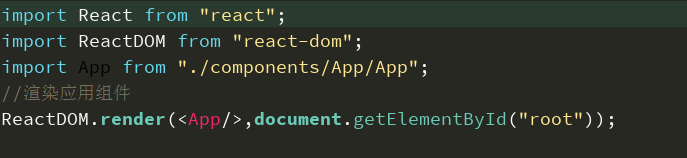 import React from "react";
import ReactDOM from "react-dom";
import App from "./components/App/App";
//渲染应用组件
ReactDOM.render(<App/>,document.getElementById("root"));